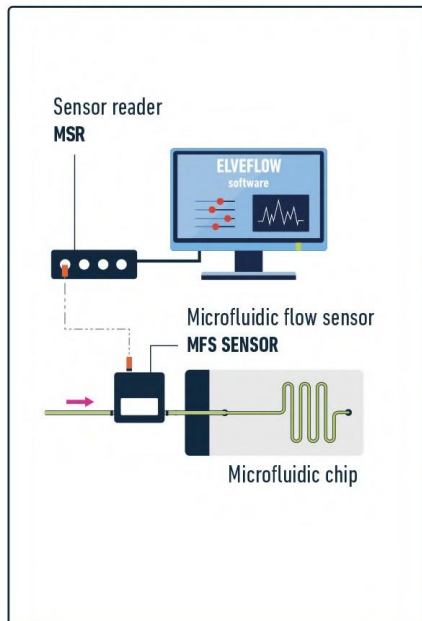 Sensor reader
MSR
ELVEFLOW
software
Microfluidic flow sensor
MFS SENSOR
Microfluidic chip